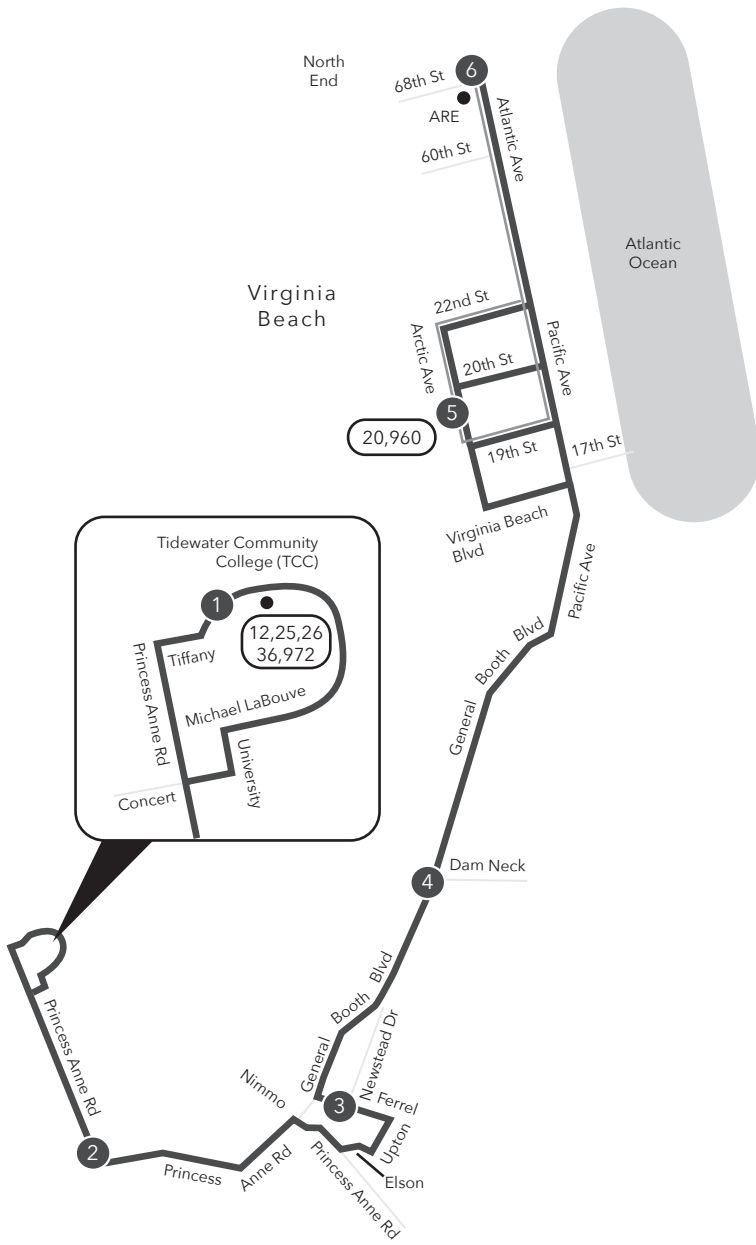 North
End
68th St
6
ARE
Atlantic Ave
60th St
Atlantic
Ocean
Virginia
Beach
22nd St
Arctic Ave
Pacific Ave
20th St
5
20,960
19th St
17th St
Virginia Beach
Blvd
Pacific Ave
Tidewater Community
College (TCC)
1
12,25,26
36,972
Tiffany
Princess Anne Rd
Michael LaBouve
University
Concert
General Booth Blvd
4
Dam Neck
General Booth Blvd
Newstead Dr
Princess Anne Rd
Nimmo
3
Ferrel
Upton
2
Princess Anne Rd
Princess Anne Rd
Elson